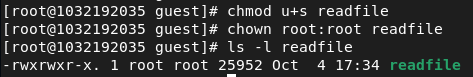 [root@1032192035 guest]# chmod u+s readfile
[root@1032192035 guest]# chown root:root readfile
[root@1032192035 guest]# ls -l readfile
-rwxrwxr-x. 1 root root 25952 Oct  4 17:34 readfile